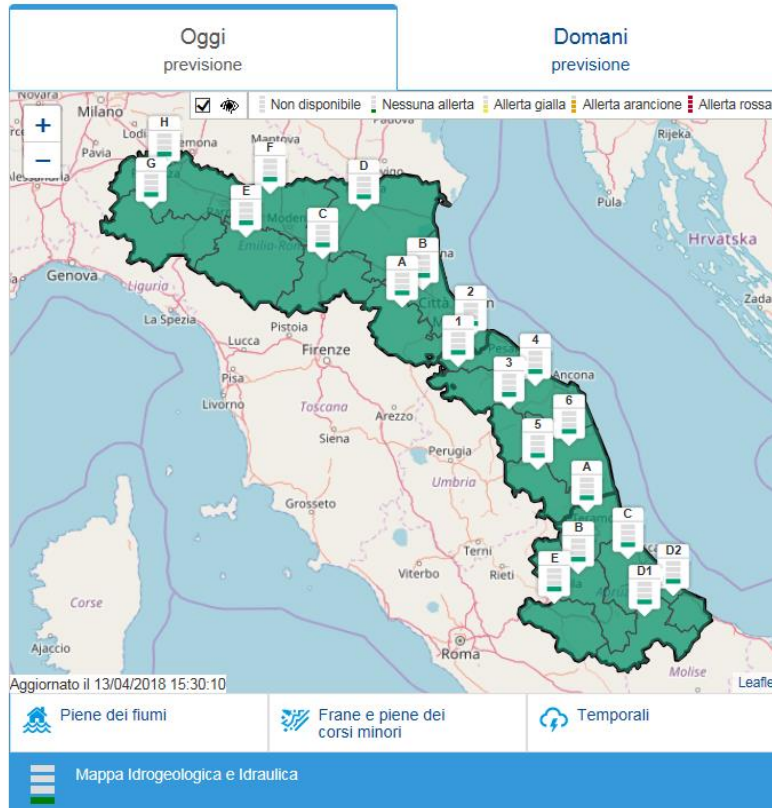 Oggi
previsione
Domani
previsione
Non disponibile Nessuna allerta Allerta gialla Allerta arancione Allerta rossa
+
−
Novara
Milano
Pavia
Lodi
H
G
Mantova
F
E
D
C
B
A
2
1
4
3
6
5
A
B
C
D2
D1
E
Rijeka
Pula
Hrvatska
Genova
Liguria
La Spezia
Pistoia
Lucca
Firenze
Pisa
Livorno
Toscana
Arezzo
Siena
Ancona
Perugia
Umbria
Grosseto
Terni
Viterbo
Rieti
Corse
Ajaccio
Roma
Molise
Aggiornato il 13/04/2018 15:30:10
Piene dei fiumi
Frane e piene dei
corsi minori
Temporali
Mappa Idrogeologica e Idraulica